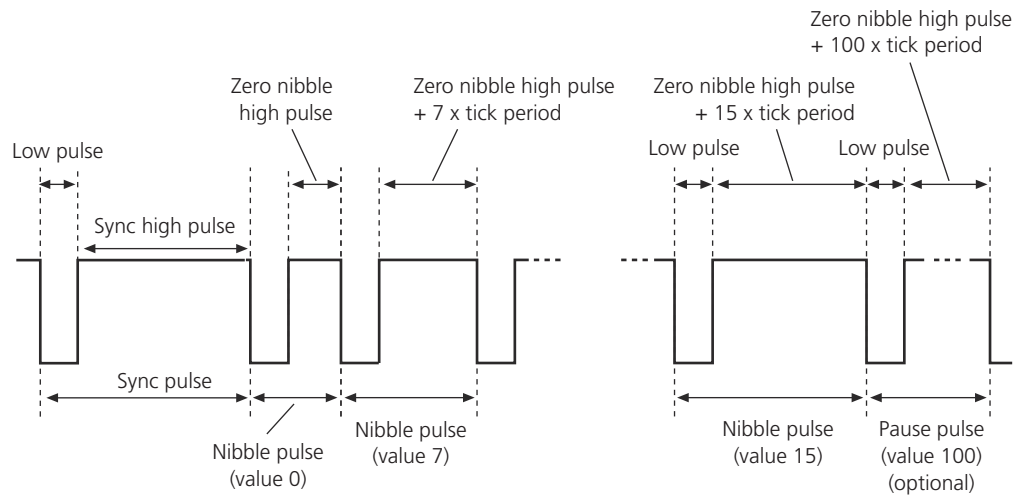 Zero nibble high pulse
+ 100 x tick period
Zero nibble
high pulse
Zero nibble high pulse
+ 7 x tick period
Zero nibble high pulse
+ 15 x tick period
Low pulse
Low pulse
Low pulse
Sync high pulse
Sync pulse
Nibble pulse
(value 0)
Nibble pulse
(value 7)
Nibble pulse
(value 15)
Pause pulse
(value 100)
(optional)